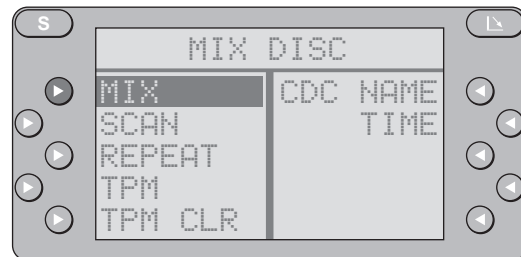 S
MIX DISC
MIX
SCAN
REPEAT
TPM
TPM CLR
CDC NAME
TIME